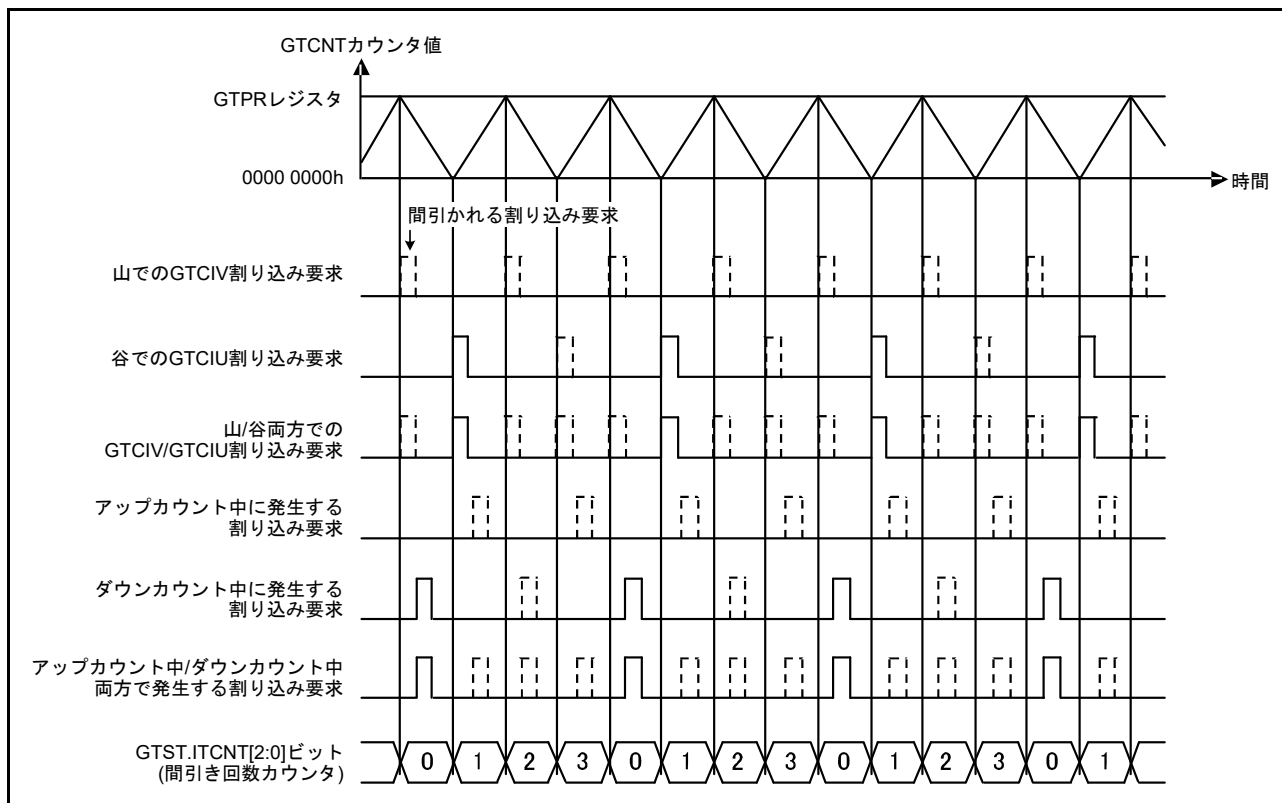 GTCNTカウンタ値
GTPRレジスタ
0000 0000h
時間
間引かれる割り込み要求
山でのGTCIV割り込み要求
谷でのGTCIU割り込み要求
山/谷両方での
GTCIV/GTCIU割り込み要求
アップカウント中に発生する
割り込み要求
ダウンカウント中に発生する
割り込み要求
アップカウント中/ダウンカウント中
両方で発生する割り込み要求
GTST.ITCNT[2:0]ビット
(間引き回数カウンタ)
0 1 2 3 0 1 2 3 0 1 2 3 0 1